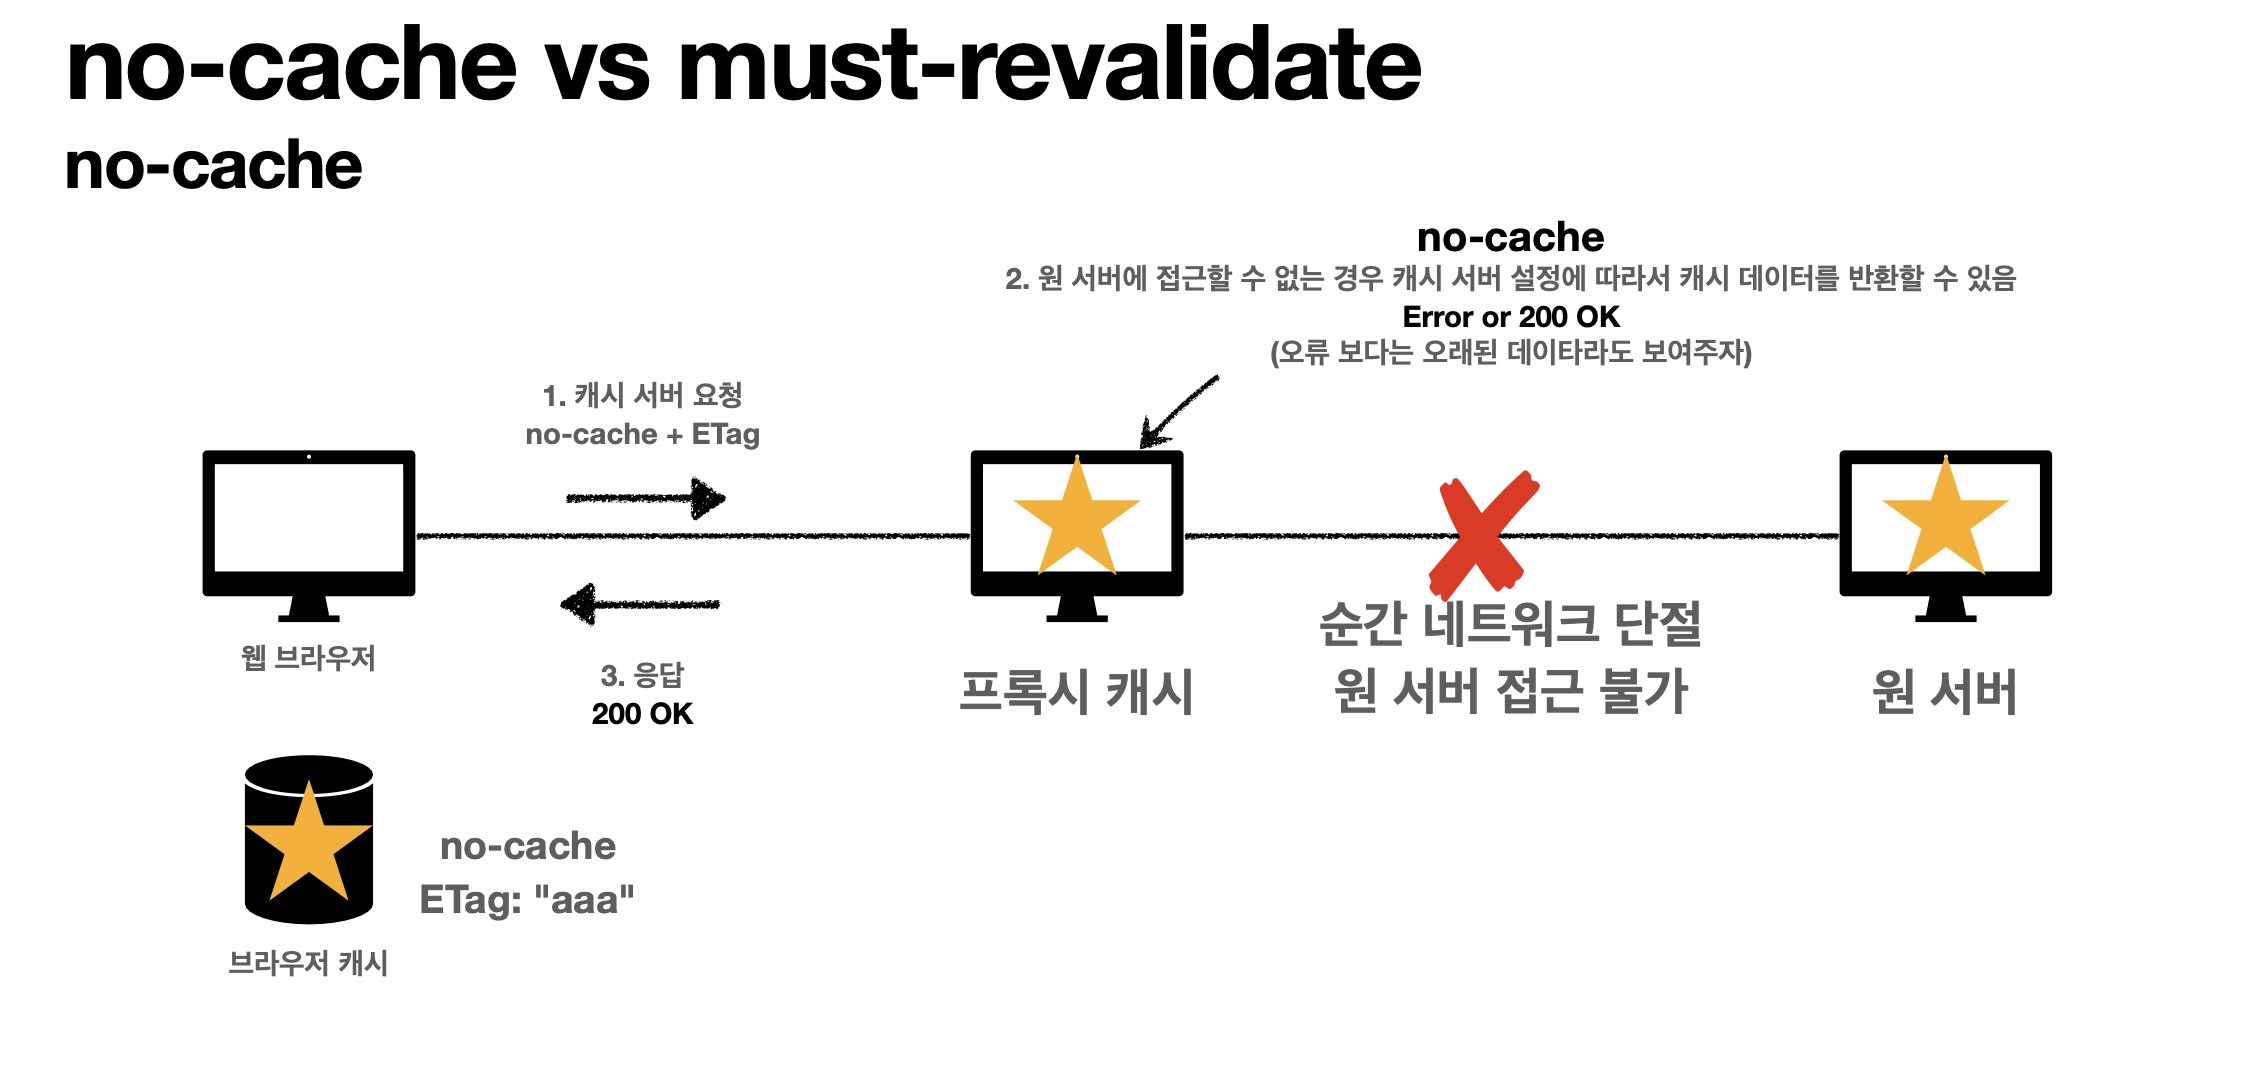 no-cache vs must-revalidate
no-cache
no-cache
2. 원 서버에 접근할 수 없는 경우 캐시 서버 설정에 따라서 캐시 데이터를 반환할 수 있음
Error or 200 OK
(오류 보다는 오래된 데이타라도 보여주자)
1. 캐시 서버 요청
no-cache + ETag
웹 브라우저
3. 응답
200 OK
프록시 캐시
순간 네트워크 단절
원 서버 접근 불가
원 서버
no-cache
ETag: "aaa"
브라우저 캐시